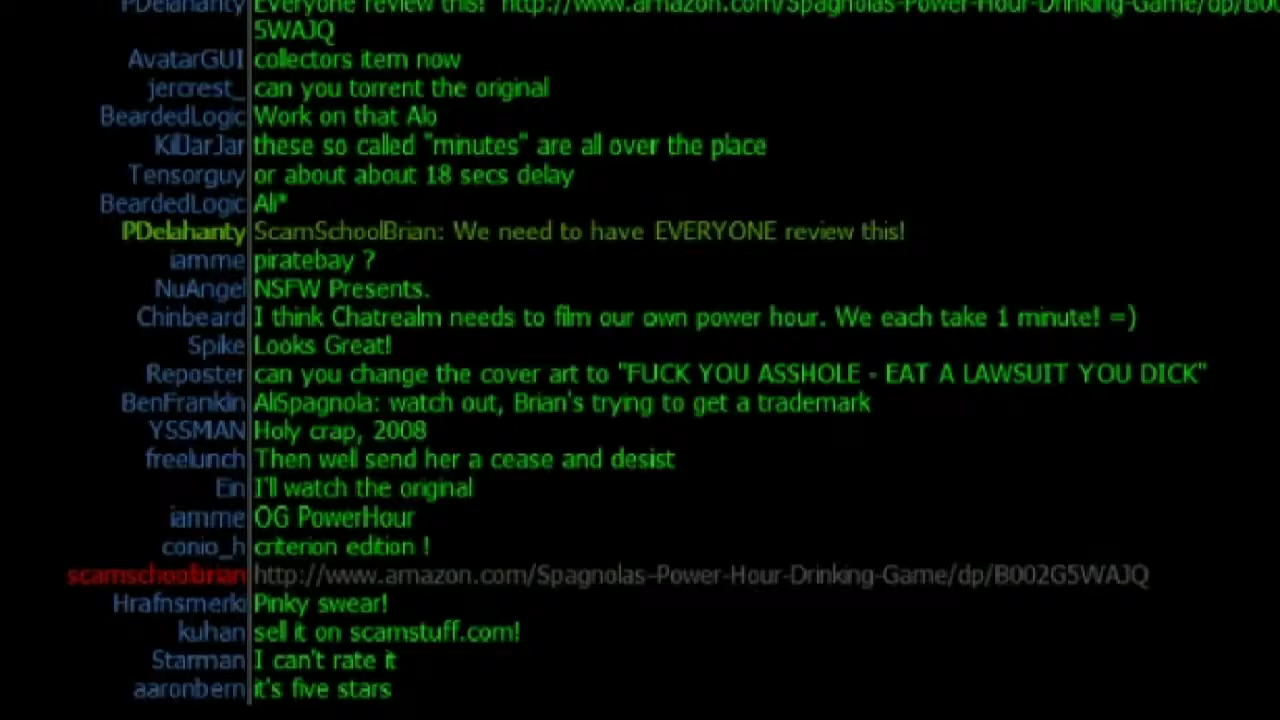 PDelahanty Everyone review this! http://www.amazon.com/Spagnolas-Power-Hour-Drinking-Game/dp/B002G
5WAJQ
AvatarGUI collectors item now
jercrest_ can you torrent the original
BeardedLogic Work on that Alo
KillJarJar these so called "minutes" are all over the place
Tensorguy or about about 18 secs delay
BeardedLogic Ali*
PDelahanty ScamSchoolBrian: We need to have EVERYONE review this!
iamme piratebay ?
NuAngel NSFW Presents.
Chinbeard I think Chatrealm needs to film our own power hour. We each take 1 minute! =)
Spike Looks Great!
Reposter can you change the cover art to "FUCK YOU ASSHOLE - EAT A LAWSUIT YOU DICK"
BenFranklin AliSpagnola: watch out, Brian's trying to get a trademark
YSSMAN Holy crap, 2008
freelunch Then well send her a cease and desist
Ein I'll watch the original
iamme OG PowerHour
conio_h criterion edition !
scamschoolbrian http://www.amazon.com/Spagnolas-Power-Hour-Drinking-Game/dp/B002G5WAJQ
Hrafnsmerki Pinky swear!
kuhan sell it on scamstuff.com!
Starman I can't rate it
aaronbern it's five stars